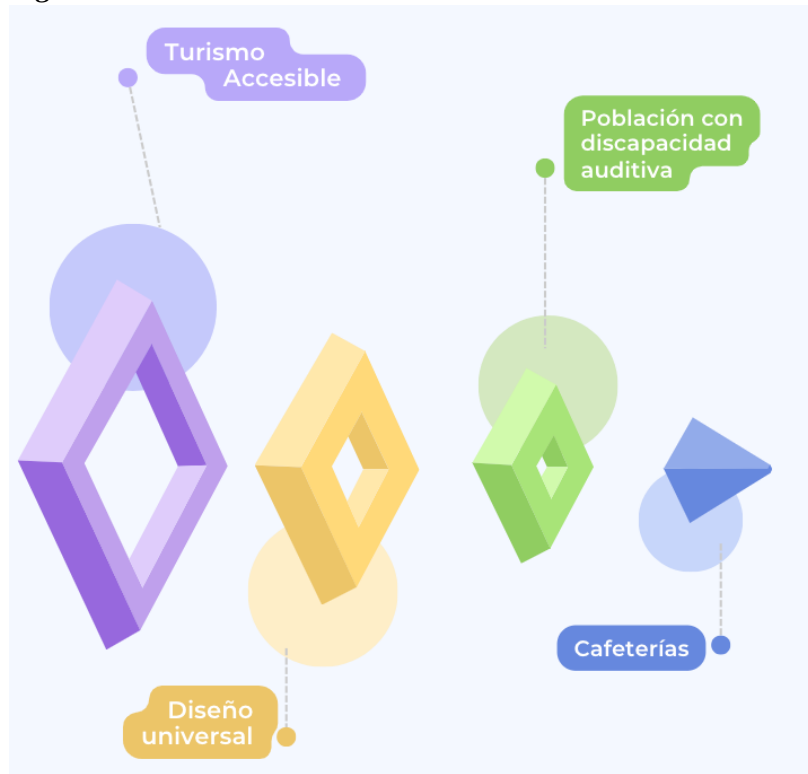 Turismo
Accesible
Población con
discapacidad
auditiva
Cafeterías
Diseño
universal